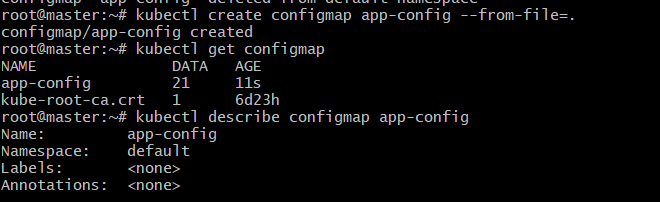 configmap "app-config" deleted from default namespace
root@master:~# kubectl create configmap app-config --from-file=.
configmap/app-config created
root@master:~# kubectl get configmap
NAME DATA AGE
app-config 21 11s
kube-root-ca.crt 1 6d23h
root@master:~# kubectl describe configmap app-config
Name: app-config
Namespace: default
Labels: <none>
Annotations: <none>